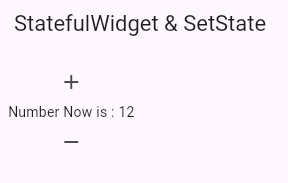 StatefulWidget & SetState
+
Number Now is : 12
−